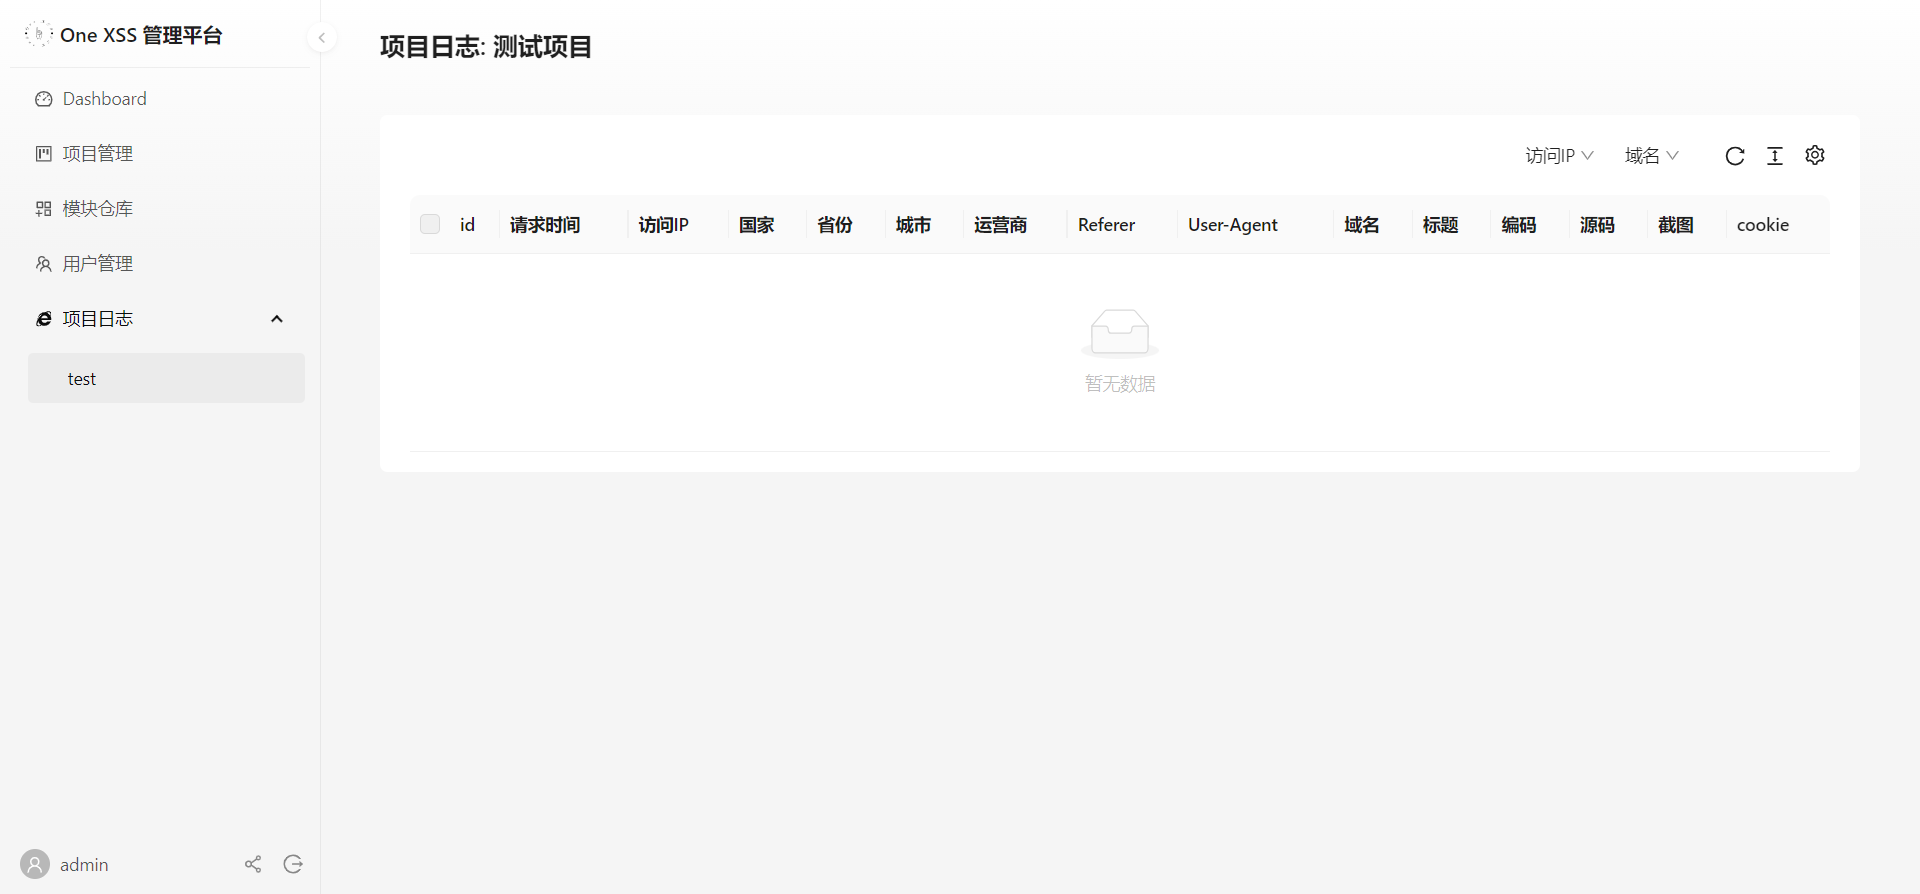 One XSS 管理平台
Dashboard
项目管理
模块仓库
用户管理
项目日志
test
admin
项目日志: 测试项目
访问IP 域名
id 请求时间 访问IP 国家 省份 城市 运营商 Referer User-Agent 域名 标题 编码 源码 截图 cookie
暂无数据